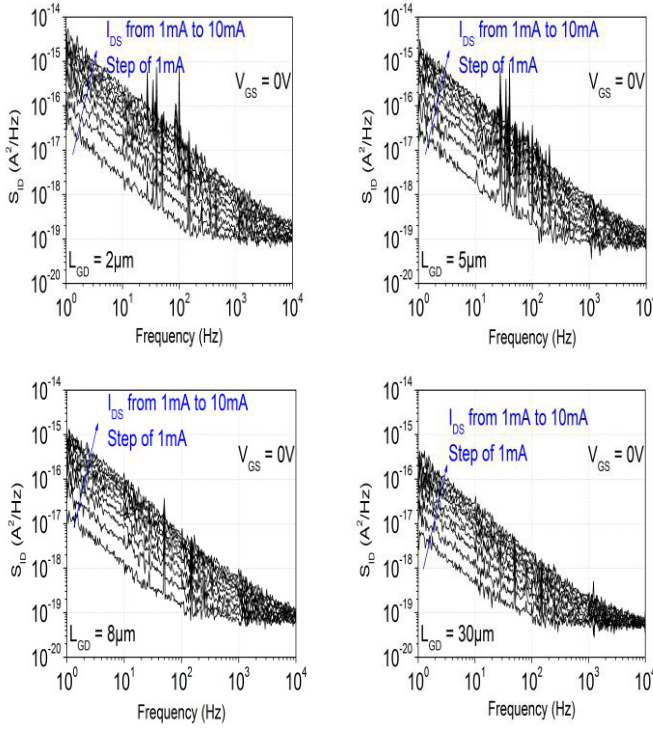 10^-14
10^-15
10^-16
10^-17
10^-18
10^-19
10^-20
S_ID (A^2/Hz)
I_DS from 1mA to 10mA
Step of 1mA
V_GS = 0V
L_GD = 2µm
10^0 10^1 10^2 10^3 10^4
Frequency (Hz)
10^-14
10^-15
10^-16
10^-17
10^-18
10^-19
10^-20
S_ID (A^2/Hz)
I_DS from 1mA to 10mA
Step of 1mA
V_GS = 0V
L_GD = 5µm
10^0 10^1 10^2 10^3 10^4
Frequency (Hz)
10^-14
10^-15
10^-16
10^-17
10^-18
10^-19
10^-20
S_ID (A^2/Hz)
I_DS from 1mA to 10mA
Step of 1mA
V_GS = 0V
L_GD = 8µm
10^0 10^1 10^2 10^3 10^4
Frequency (Hz)
10^-14
10^-15
10^-16
10^-17
10^-18
10^-19
10^-20
S_ID (A^2/Hz)
I_DS from 1mA to 10mA
Step of 1mA
V_GS = 0V
L_GD = 30µm
10^0 10^1 10^2 10^3 10^4
Frequency (Hz)